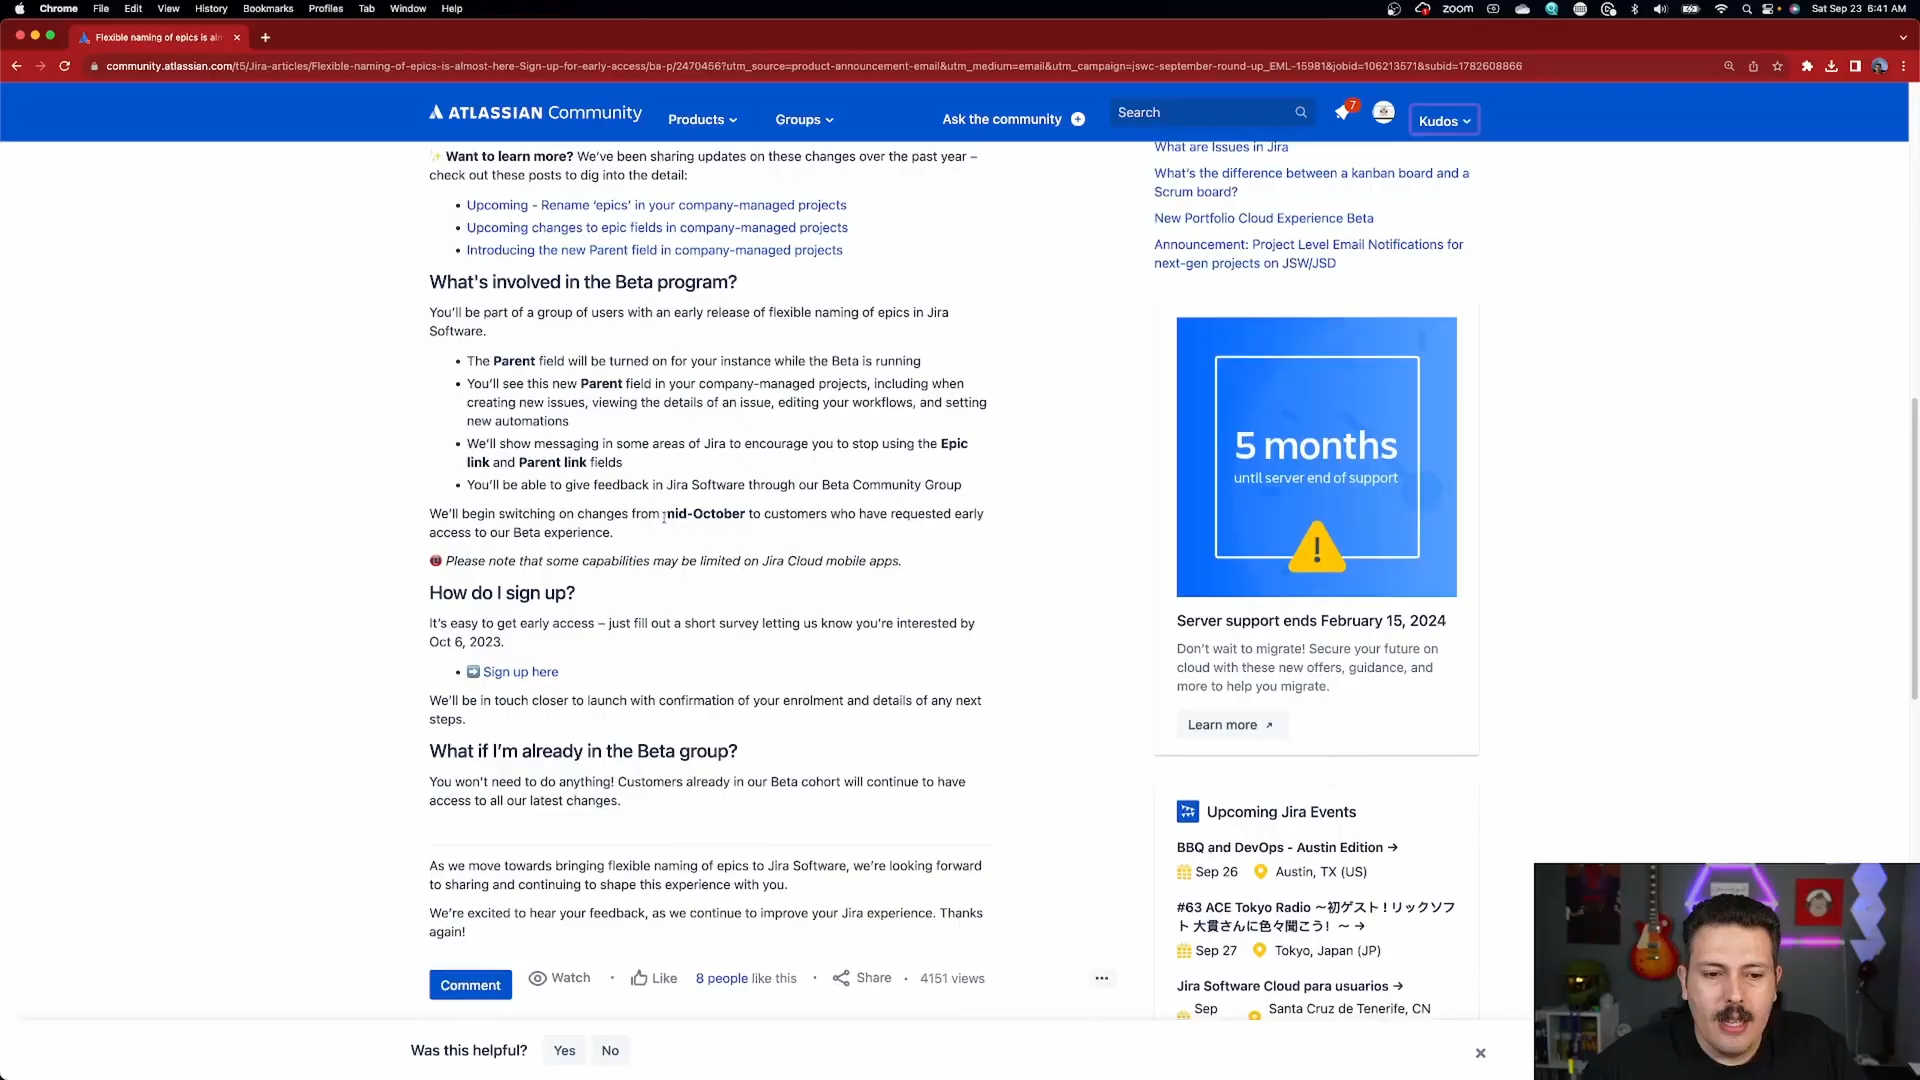 Chrome File Edit View History Bookmarks Profiles Tab Window Help
zoom
Sat Sep 23 6:41 AM
Flexible naming of epics is alm
community.atlassian.com/t5/Jira-articles/Flexible-naming-of-epics-is-almost-here-Sign-up-for-early-access/ba-p/2470456?utm_source=product-announcement-email&utm_medium=email&utm_campaign=jswc-september-round-up_EML-15981&jobid=106213571&subid=1782608866
ATLASSIAN Community
Products
Groups
Ask the community
Search
7
Kudos
Want to learn more? We've been sharing updates on these changes over the past year –
check out these posts to dig into the detail:
• Upcoming - Rename ‘epics’ in your company-managed projects
• Upcoming changes to epic fields in company-managed projects
• Introducing the new Parent field in company-managed projects
What's involved in the Beta program?
You'll be part of a group of users with an early release of flexible naming of epics in Jira
Software.
• The Parent field will be turned on for your instance while the Beta is running
• You'll see this new Parent field in your company-managed projects, including when
creating new issues, viewing the details of an issue, editing your workflows, and setting
new automations
• We'll show messaging in some areas of Jira to encourage you to stop using the Epic
link and Parent link fields
• You'll be able to give feedback in Jira Software through our Beta Community Group
We'll begin switching on changes from mid-October to customers who have requested early
access to our Beta experience.
Please note that some capabilities may be limited on Jira Cloud mobile apps.
How do I sign up?
It's easy to get early access – just fill out a short survey letting us know you're interested by
Oct 6, 2023.
• Sign up here
We'll be in touch closer to launch with confirmation of your enrolment and details of any next
steps.
What if I'm already in the Beta group?
You won't need to do anything! Customers already in our Beta cohort will continue to have
access to all our latest changes.
As we move towards bringing flexible naming of epics to Jira Software, we're looking forward
to sharing and continuing to shape this experience with you.
We're excited to hear your feedback, as we continue to improve your Jira experience. Thanks
again!
Comment
Watch
Like
8 people like this
Share
4151 views
What are Issues in Jira
What's the difference between a kanban board and a
Scrum board?
New Portfolio Cloud Experience Beta
Announcement: Project Level Email Notifications for
next-gen projects on JSW/JSD
5 months
until server end of support
Server support ends February 15, 2024
Don't wait to migrate! Secure your future on
cloud with these new offers, guidance, and
more to help you migrate.
Learn more
Upcoming Jira Events
BBQ and DevOps - Austin Edition →
Sep 26 Austin, TX (US)
#63 ACE Tokyo Radio 〜初ゲスト！リックソフ
ト 大貫さんに色々聞こう！〜 →
Sep 27 Tokyo, Japan (JP)
Jira Software Cloud para usuarios →
Sep Santa Cruz de Tenerife, CN
Was this helpful?
Yes
No